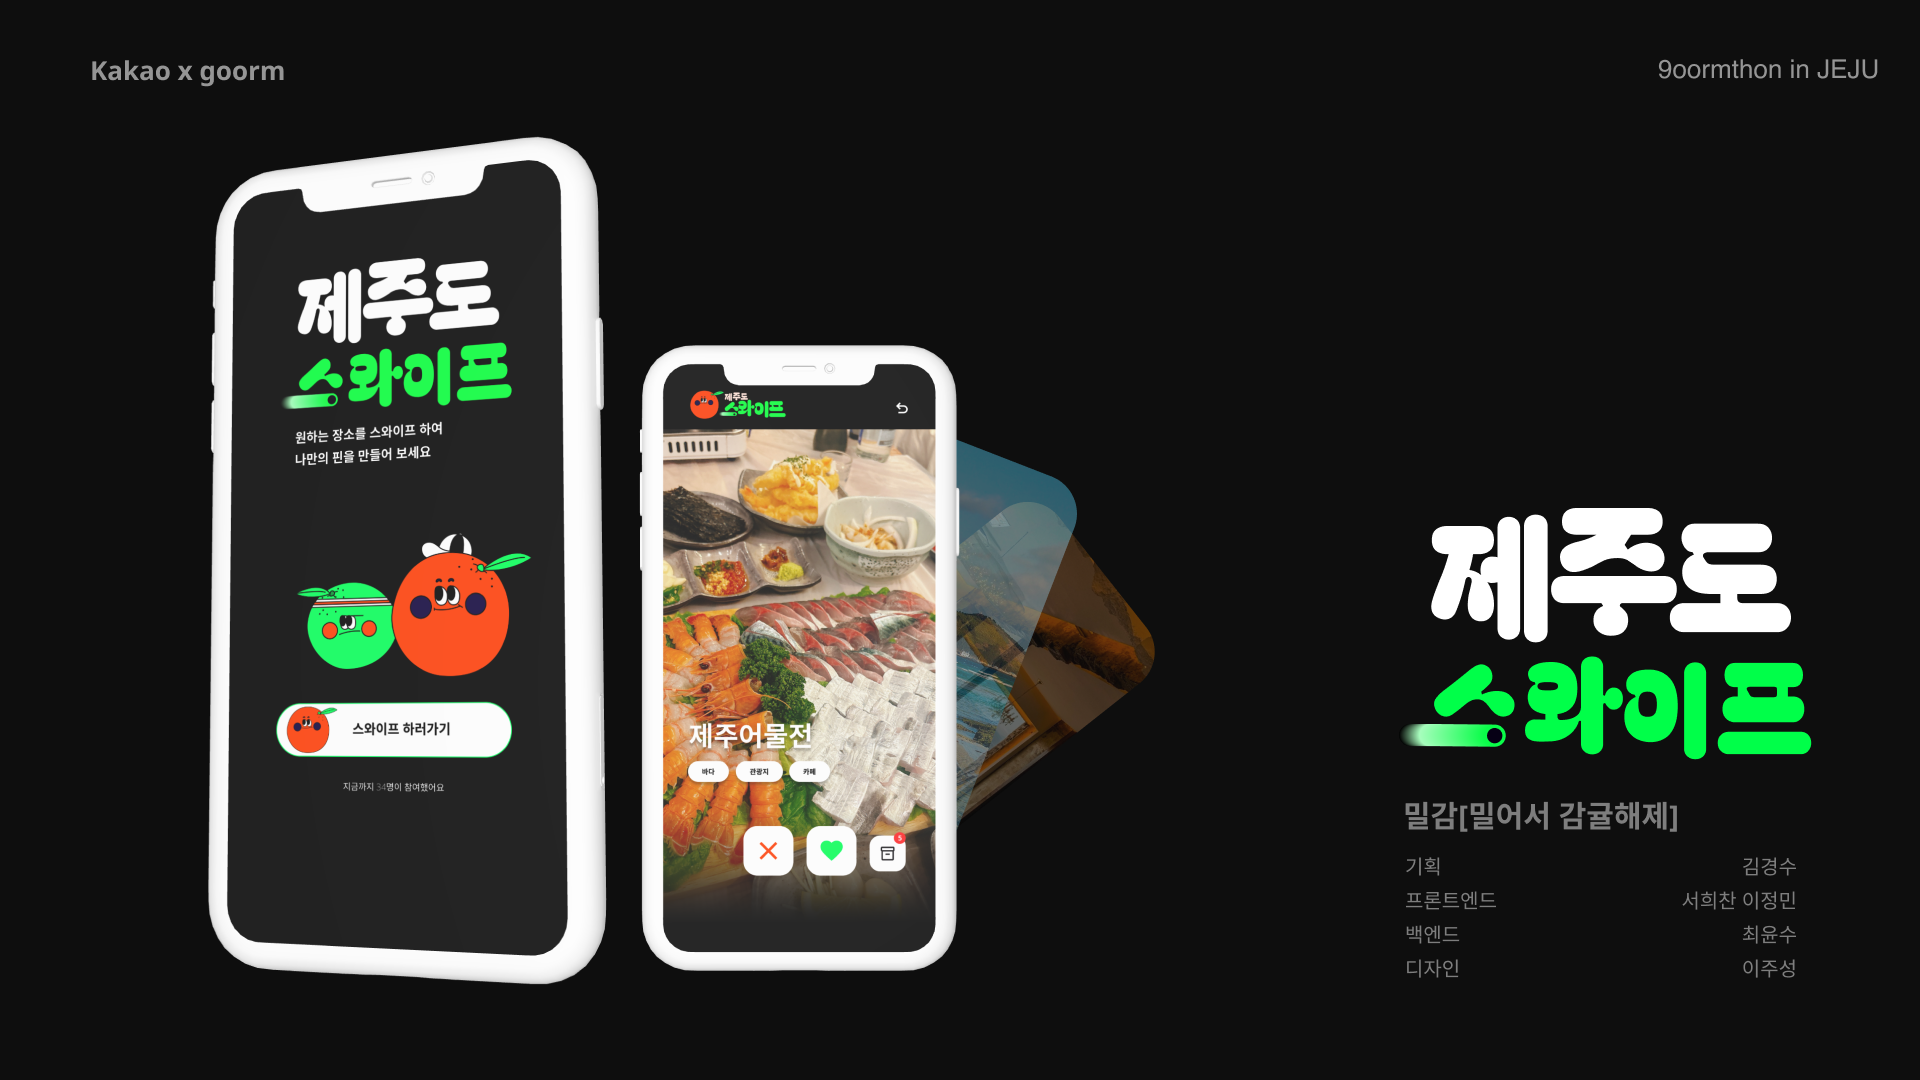 Kakao x goorm
9oormthon in JEJU
제주도
스와이프
원하는 장소를 스와이프 하여
나만의 핀을 만들어 보세요
스와이프 하러가기
지금까지 34명이 참여했어요
제주도
스와이프
제주어물전
바다 관광지 카페
5
제주도
스와이프
밀감[밀어서 감귤해제]
기획 김경수
프론트엔드 서희찬 이정민
백엔드 최윤수
디자인 이주성